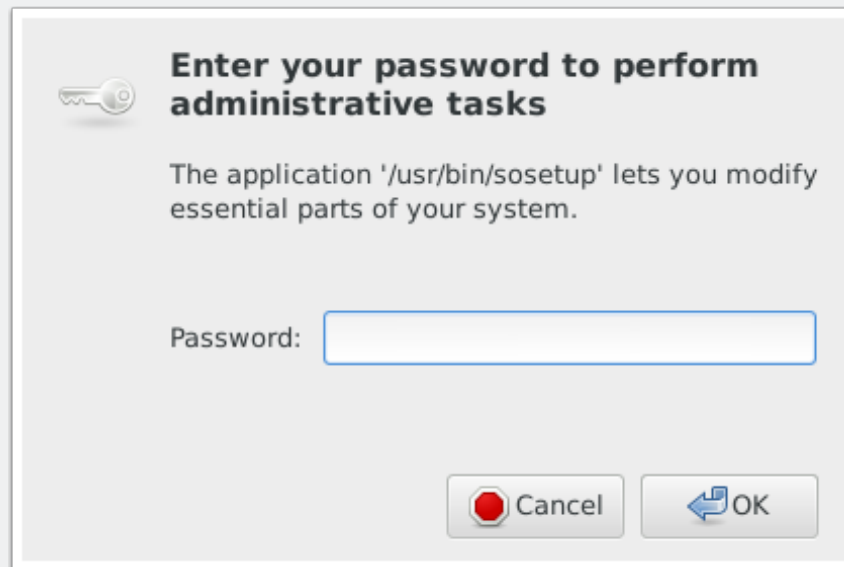 Enter your password to perform
administrative tasks
The application '/usr/bin/sosetup' lets you modify
essential parts of your system.
Password:
Cancel
OK